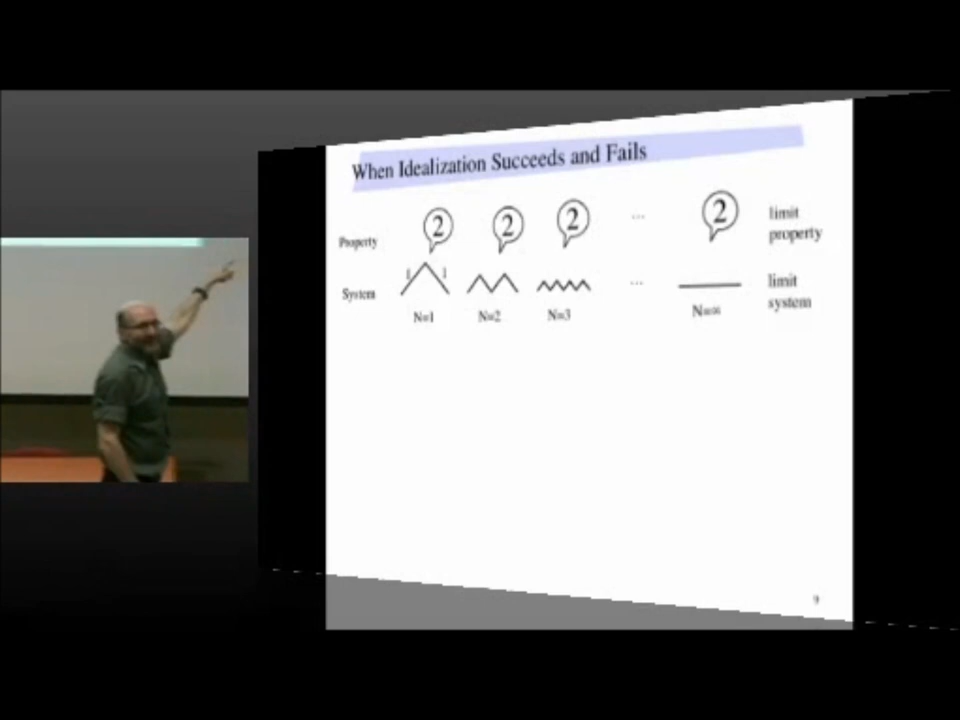 When Idealization Succeeds and Fails
Property 2 2 2 ... 2 limit property
System 1 1 ... limit system
N=1 N=2 N=3 N=∞
9